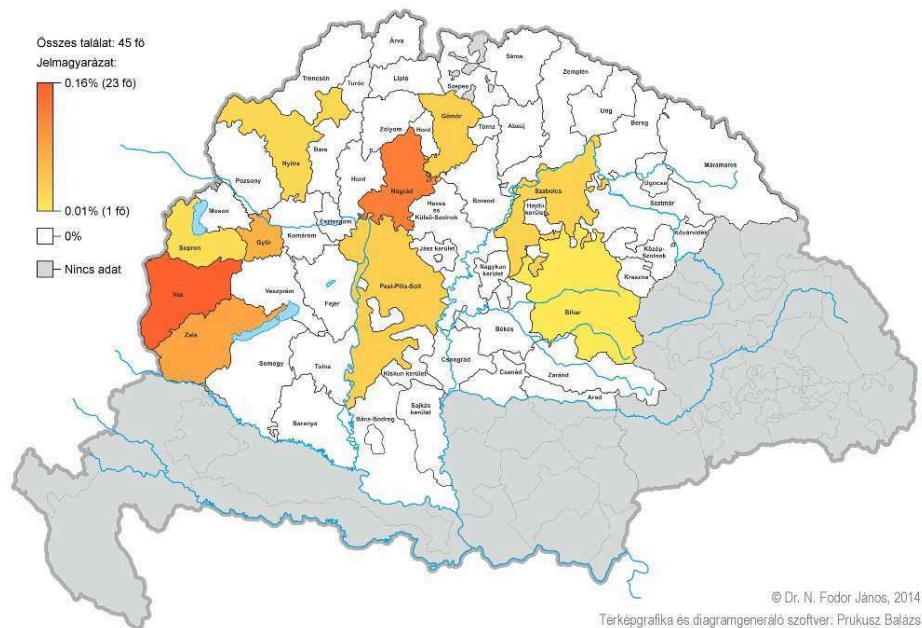 Összes találat: 45 fő
Jelmagyarázat:
0.16% (23 fő)
0.01% (1 fő)
0%
Nincs adat
Árva
Trencsén
Turóc
Liptó
Szepes
Sáros
Zemplén
Ung
Bereg
Máramaros
Gömör
Torna
Abaúj
Zólyom
Hont
Bars
Nyitra
Hont
Pozsony
Nógrád
Borsod
Szabolcs
Ugocsa
Szatmár
Kővárvidék
Moson
Esztergom
Heves
és
Külső-Szolnok
Hajdú
kerület
Sopron
Győr
Komárom
Jász kerület
Nagykun
kerület
Közép-
Szolnok
Kraszna
Vas
Veszprém
Fejér
Pest-Pilis-Solt
Bihar
Zala
Békés
Somogy
Tolna
Kiskun kerület
Csongrád
Csanád
Zaránd
Arad
Baranya
Bács-Bodrog
Sajkás
kerület
© Dr. N. Fodor János, 2014
Térképgrafika és diagramgeneráló szoftver: Prukusz Balázs